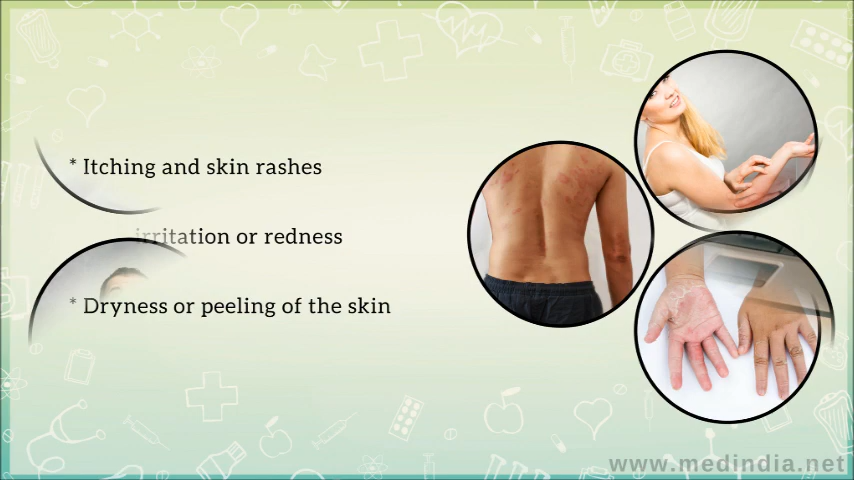 * Itching and skin rashes
irritation or redness
* Dryness or peeling of the skin
www.medindia.net